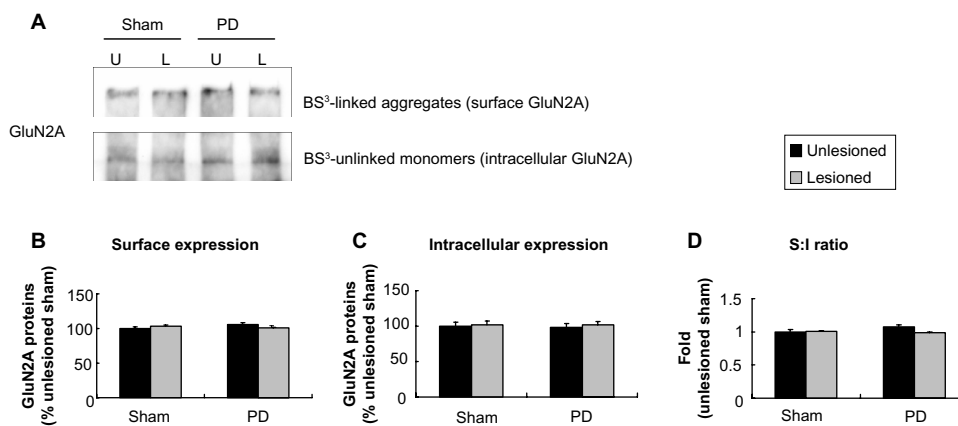 A
Sham PD
U L U L
GluN2A
BS³-linked aggregates (surface GluN2A)
BS³-unlinked monomers (intracellular GluN2A)
Unlesioned
Lesioned
B Surface expression
GluN2A proteins
(% unlesioned sham)
150
100
50
0
Sham PD
C Intracellular expression
GluN2A proteins
(% unlesioned sham)
150
100
50
0
Sham PD
D S:I ratio
Fold
(unlesioned sham)
1.5
1
0.5
0
Sham PD